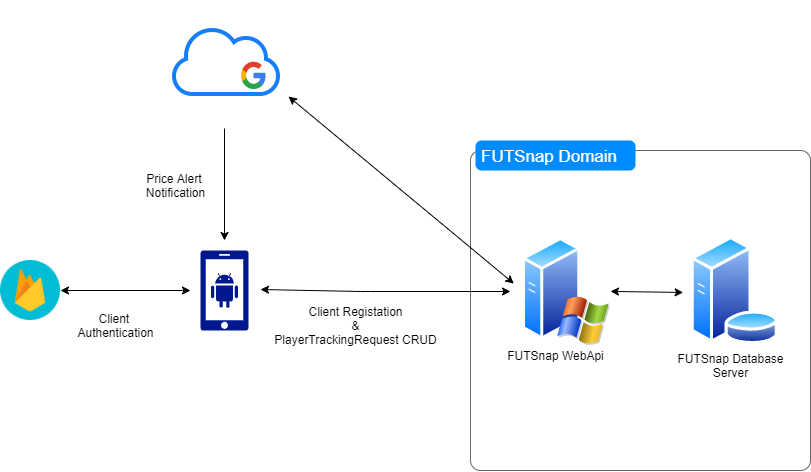 FUTSnap Domain
Price Alert
Notification
Client
Authentication
Client Registation
&
PlayerTrackingRequest CRUD
FUTSnap WebApi
FUTSnap Database
Server